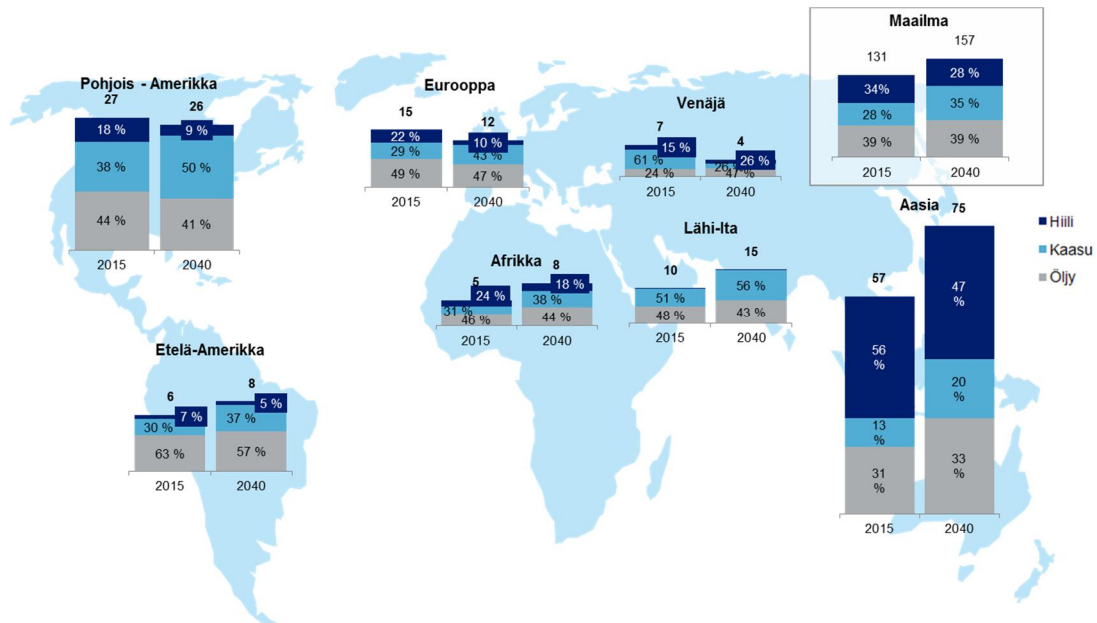 Maailma
131 157
34% 28 %
28 % 35 %
39 % 39 %
2015 2040
Pohjois - Amerikka
27 26
18 % 9 %
38 % 50 %
44 % 41 %
2015 2040
Eurooppa
15 12
22 % 10 %
29 % 43 %
49 % 47 %
2015 2040
Venäjä
7 4
15 % 26 %
61 % 26 %
24 % 47 %
2015 2040
Aasia
57 75
56 % 47 %
13 % 20 %
31 % 33 %
2015 2040
Hiili
Kaasu
Öljy
Lähi-Ita
10 15
51 % 56 %
48 % 43 %
2015 2040
Afrikka
5 8
24 % 18 %
31 % 38 %
46 % 44 %
2015 2040
Etelä-Amerikka
6 8
7 % 5 %
30 % 37 %
63 % 57 %
2015 2040